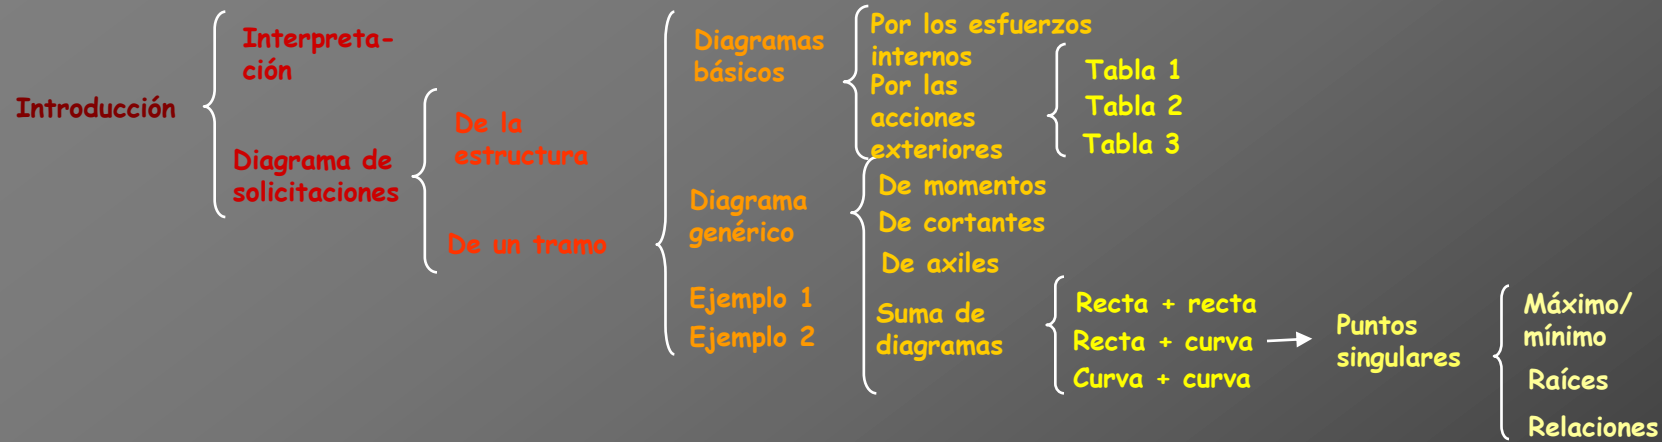 Introducción
Interpreta-
ción
Diagrama de
solicitaciones
De la
estructura
De un tramo
Diagramas
básicos
Por los esfuerzos
internos
Por las
acciones
exteriores
Tabla 1
Tabla 2
Tabla 3
Diagrama
genérico
De momentos
De cortantes
De axiles
Suma de
diagramas
Recta + recta
Recta + curva
Curva + curva
Puntos
singulares
Máximo/
mínimo
Raíces
Relaciones
Ejemplo 1
Ejemplo 2